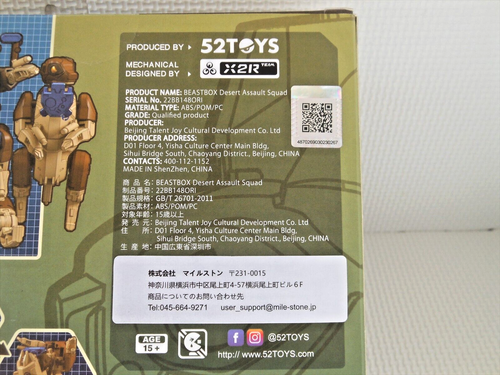 PRODUCED BY 52TOYS
MECHANICAL DESIGNED BY X2R TEAM
PRODUCT NAME: BEASTBOX Desert Assault Squad
SERIAL No. 22BB148ORI
MATERIAL TYPE: ABS/POM/PC
GRADE: Qualified product
PRODUCER:
Beijing Talent Joy Cultural Development Co. Ltd
PRODUCER ADDRESS:
D01 Floor 4, Yisha Culture Center Main Bldg,
Sihui Bridge South, Chaoyang District., Beijing, CHINA
CONTACTS: 400-112-1152
MADE IN ShenZhen, CHINA
商 品 名: BEASTBOX Desert Assault Squad
制品番号: 22BB148ORI
製品規格: GB/T 26701-2011
製品素材: ABS/POM/PC
対象年齢: 15歳以上
発 売 元: Beijing Talent Joy Cultural Development Co. Ltd
住 所: D01 Floor 4, Yisha Culture Center Main Bldg,
Sihui Bridge South, Chaoyang District., Beijing, CHINA
生 産 地: 中国広東省深圳市
株式会社 マイルストン 〒231-0015
神奈川県横浜市中区尾上町4-57横浜尾上町ビル6F
商品についてのお問い合わせ先
Tel:045-664-9271 user_support@mile-stone.jp
AGE 15+
@52TOYS
www.52TOYS.com